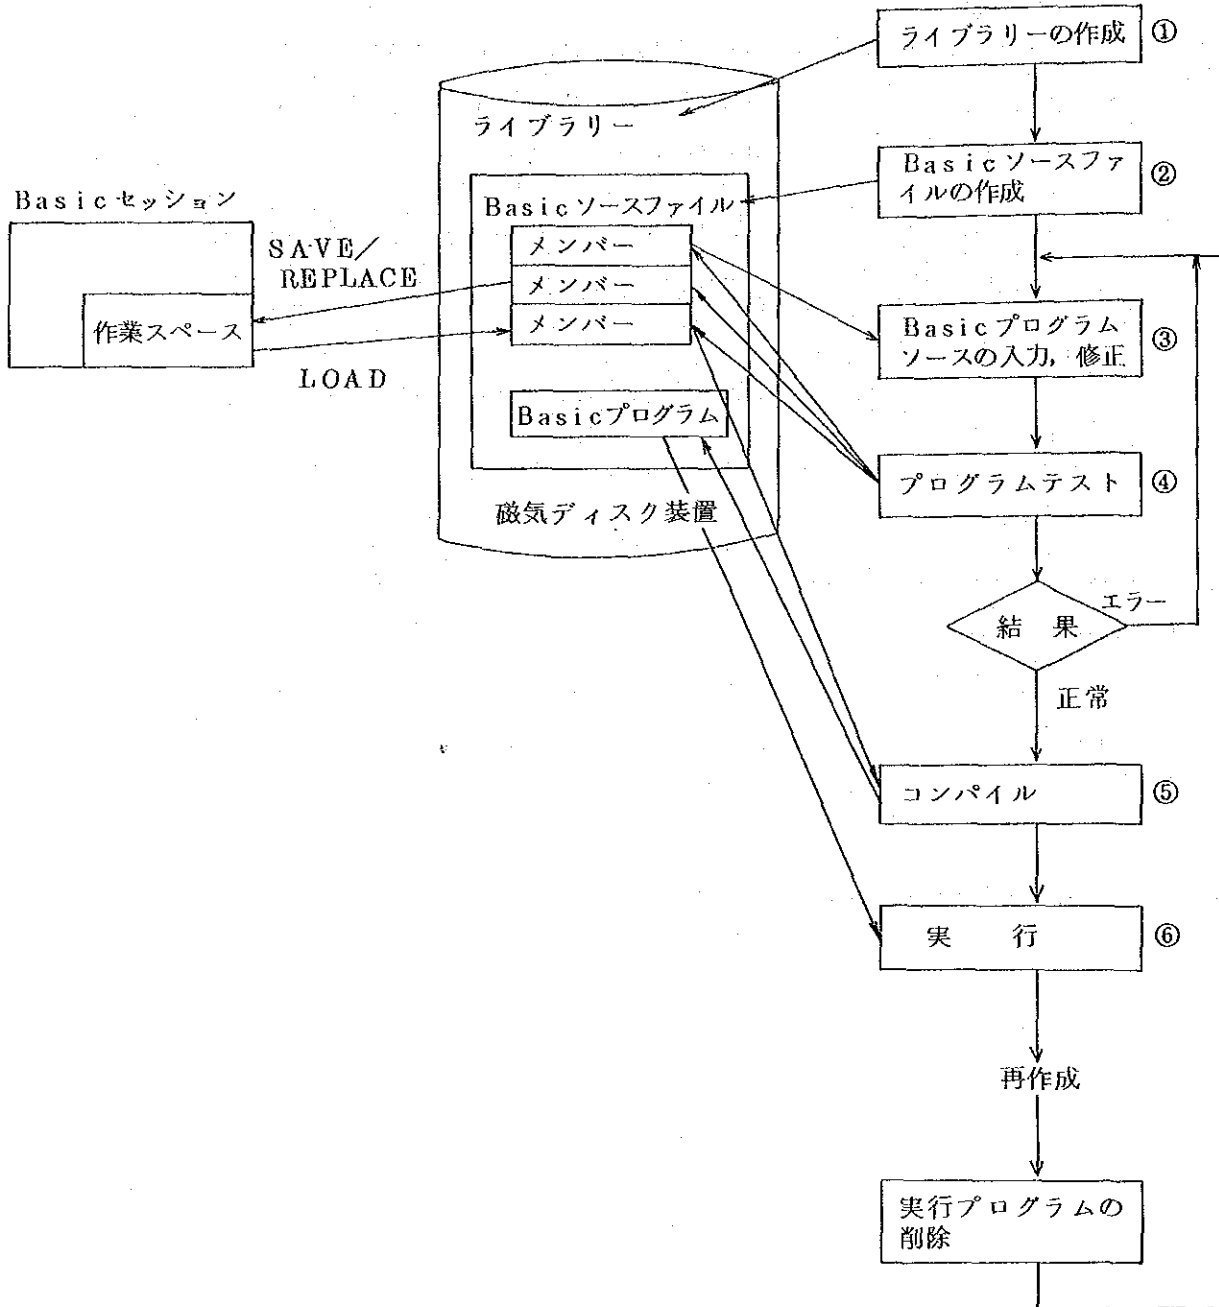 ライブラリーの作成 ①
ライブラリー
Basicソースファ
イルの作成 ②
Basicセッション
Basicソースファイル
SAVE/
REPLACE
メンバー
メンバー
メンバー
作業スペース
LOAD
Basicプログラム
ソースの入力,修正 ③
Basicプログラム
プログラムテスト ④
磁気ディスク装置
結果
エラー
正常
コンパイル ⑤
実行 ⑥
再作成
実行プログラムの
削除